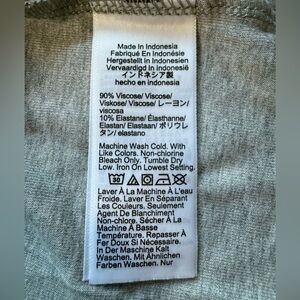 Made In Indonesia
Fabriqué En Indonésie
Hergestellt in Indonesien
Vervaardigd In Indonesië
インドネシア製
hecho en indonesia
90% Viscose/ Viscose/
Viskose/ Viscose/ レーヨン/
viscosa
10% Elastane/ Élasthanne/
Elastan/ Elastaan/ ポリウレ
タン/ elastano
Machine Wash Cold. With
Like Colors. Non-chlorine
Bleach Only. Tumble Dry
Low. Iron On Lowest Setting.
30
Laver À La Machine À L'eau
Froide. Laver En Séparant
Les Couleurs. Seulement
Agent De Blanchiment
Non-chloré. Sécher À La
Machine À Basse
Température. Repasser À
Fer Doux Si Nécessaire.
In Der Maschine Kalt
Waschen. Mit Ähnlichen
Farben Waschen. Nur